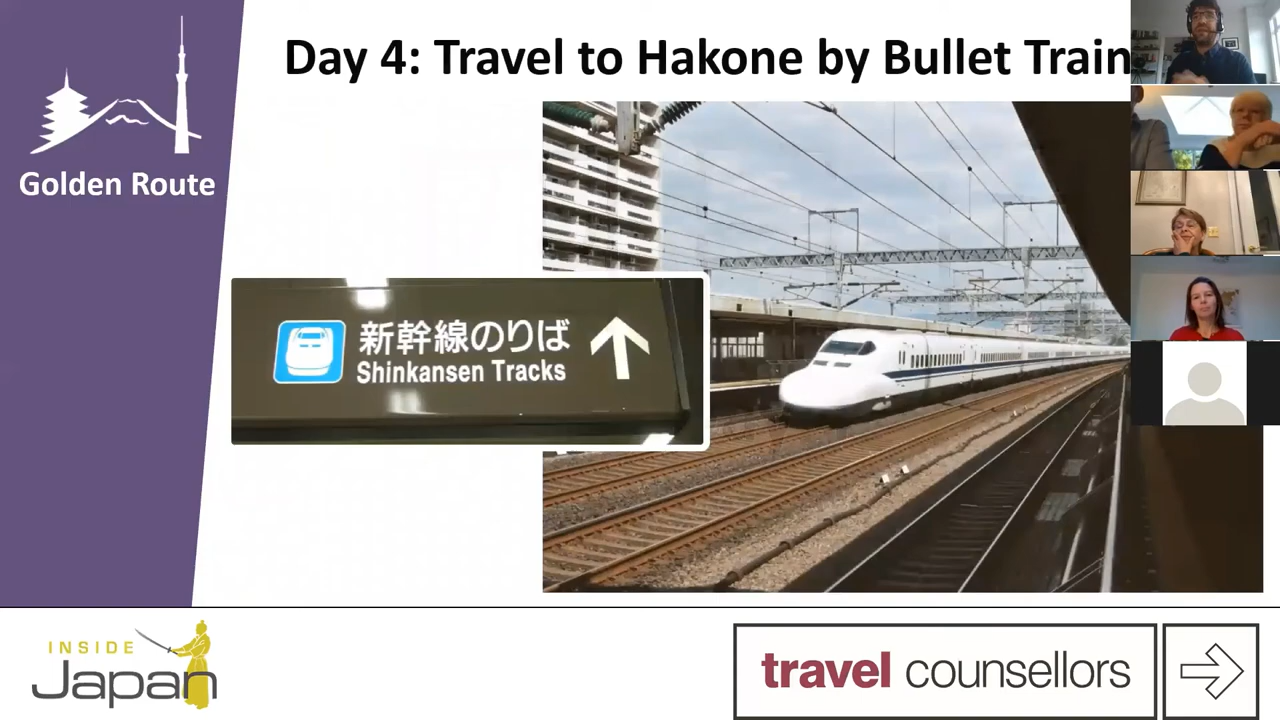 Day 4: Travel to Hakone by Bullet Train
Golden Route
新幹線のりば
Shinkansen Tracks
INSIDE
Japan
travel counsellors